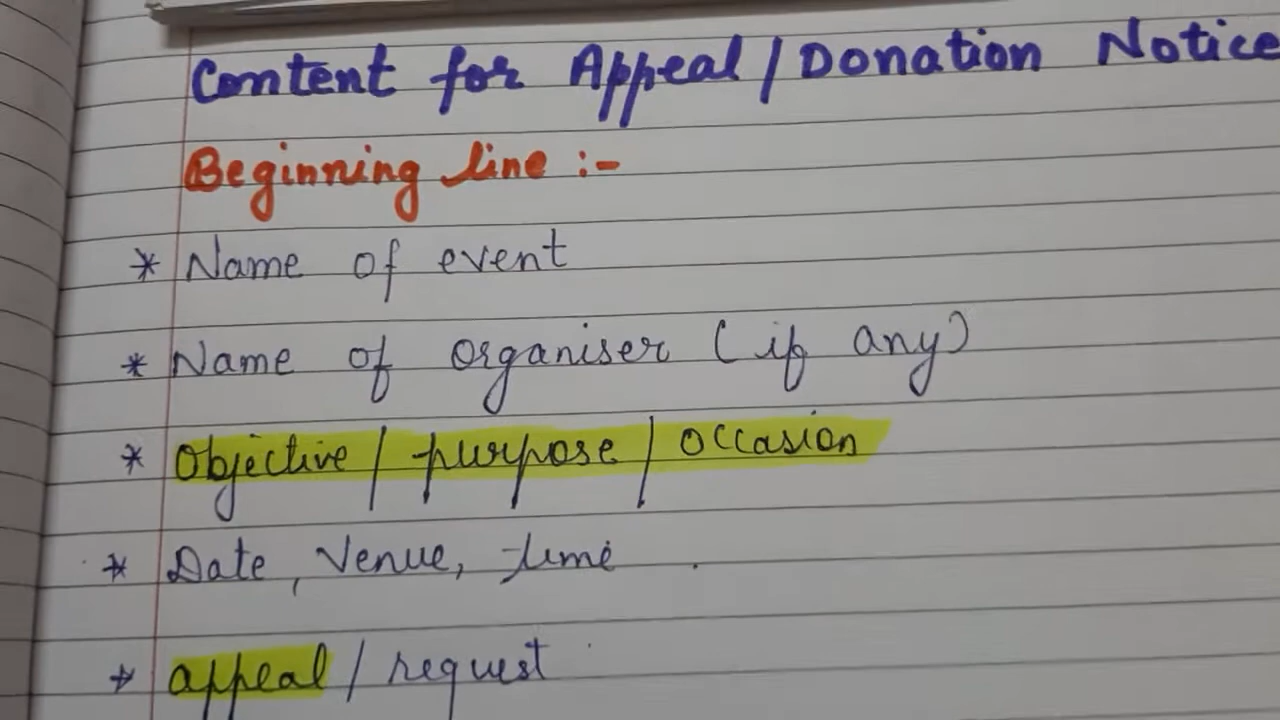 Content for Appeal / Donation Notice
Beginning line :-
* Name of event
* Name of organiser (if any)
* Objective / purpose / occasion
* Date, Venue, time
* appeal / request